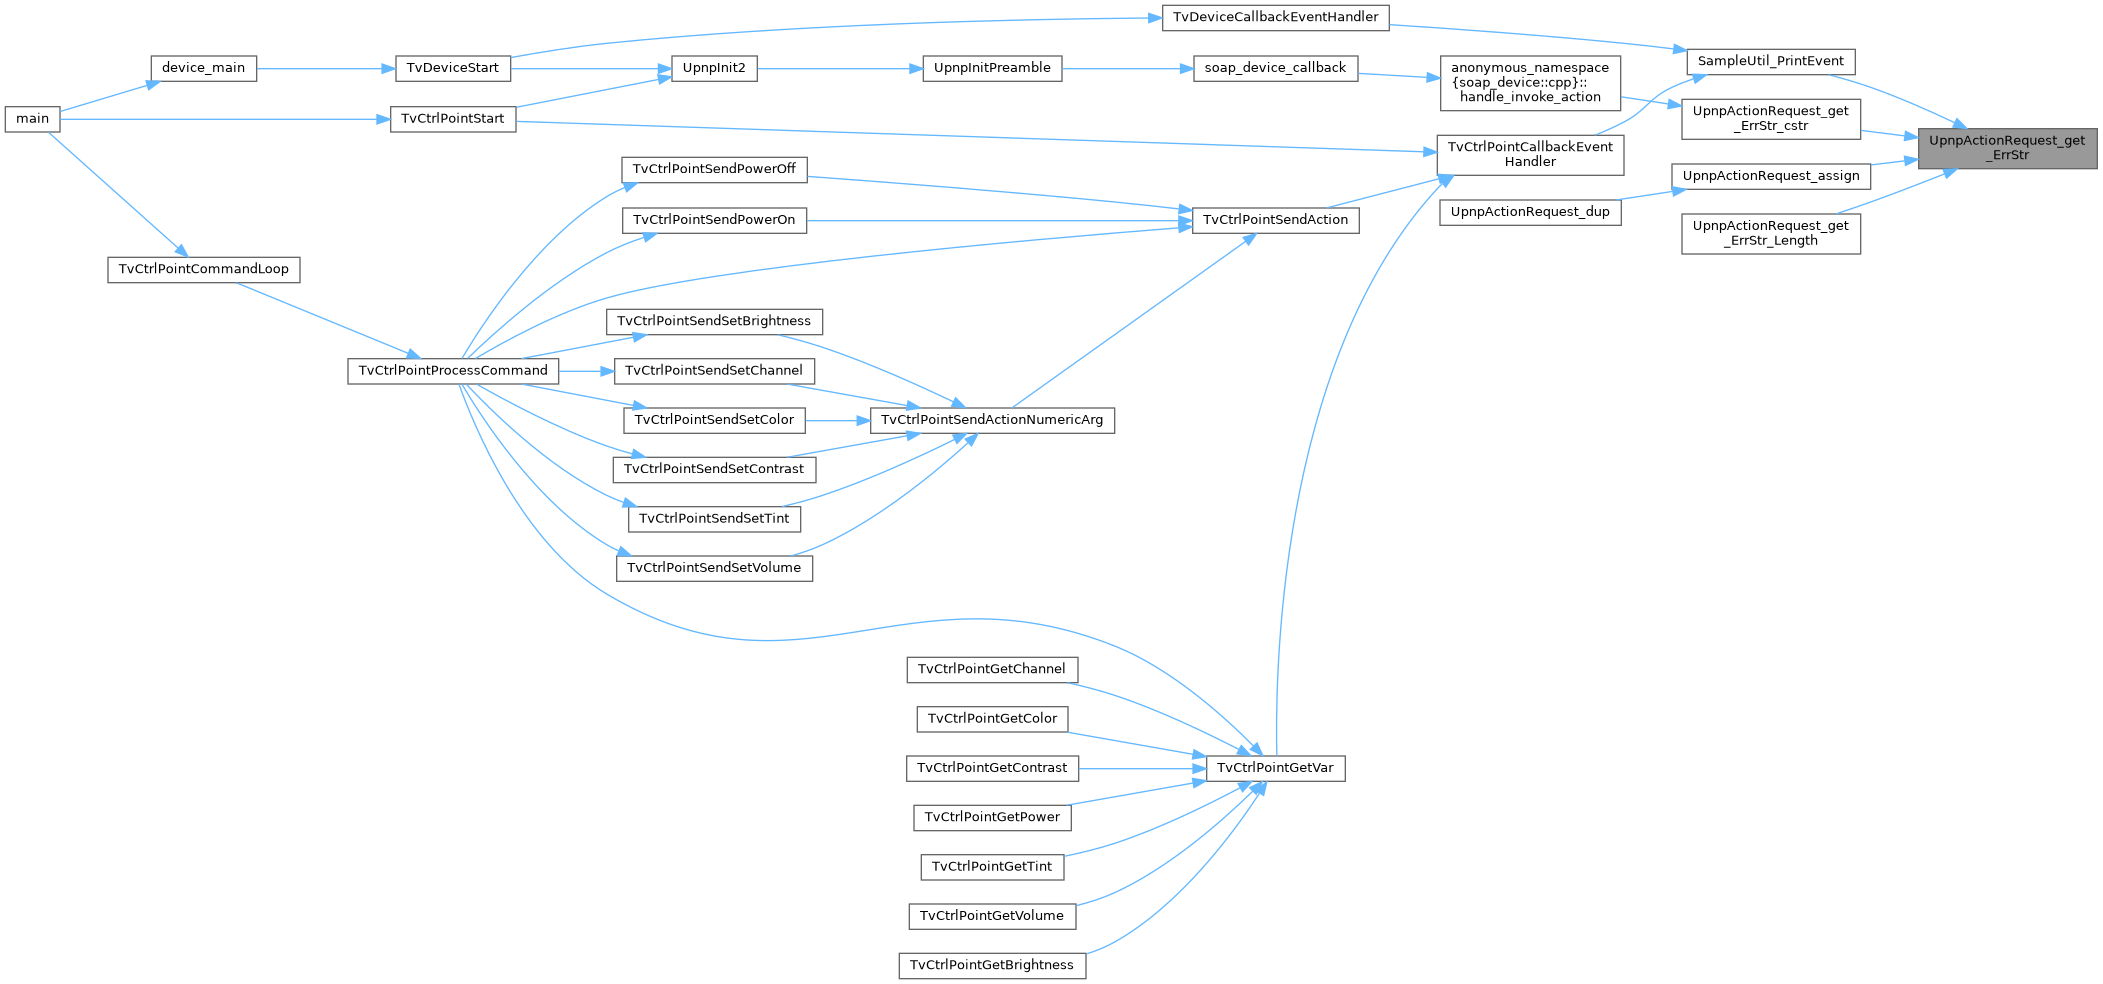 TvDeviceCallbackEventHandler
device_main
TvDeviceStart
UpnpInit2
UpnpInitPreamble
soap_device_callback
anonymous_namespace
{soap_device::cpp}::
handle_invoke_action
SampleUtil_PrintEvent
main
TvCtrlPointStart
UpnpActionRequest_get
_ErrStr_cstr
UpnpActionRequest_get
_ErrStr
TvCtrlPointCallbackEvent
Handler
TvCtrlPointSendPowerOff
UpnpActionRequest_assign
TvCtrlPointSendPowerOn
TvCtrlPointSendAction
UpnpActionRequest_dup
UpnpActionRequest_get
_ErrStr_Length
TvCtrlPointCommandLoop
TvCtrlPointSendSetBrightness
TvCtrlPointProcessCommand
TvCtrlPointSendSetChannel
TvCtrlPointSendSetColor
TvCtrlPointSendActionNumericArg
TvCtrlPointSendSetContrast
TvCtrlPointSendSetTint
TvCtrlPointSendSetVolume
TvCtrlPointGetChannel
TvCtrlPointGetColor
TvCtrlPointGetContrast
TvCtrlPointGetVar
TvCtrlPointGetPower
TvCtrlPointGetTint
TvCtrlPointGetVolume
TvCtrlPointGetBrightness